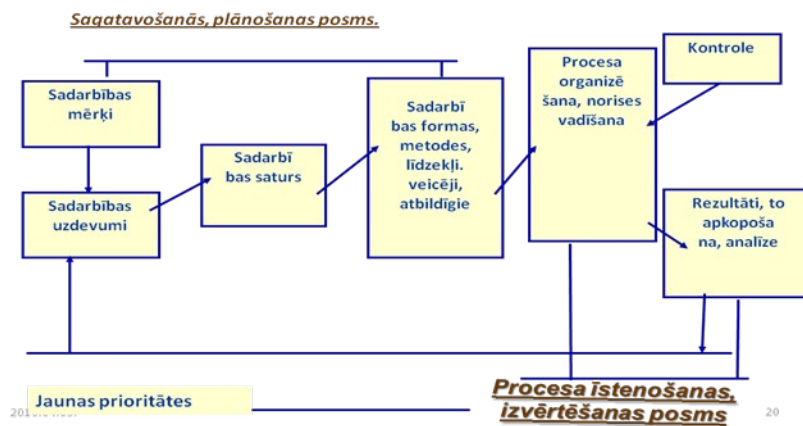 Sagatavošanās, plānošanas posms.
Sadarbības
mērķi
Sadarbības
uzdevumi
Sadarbī
bas saturs
Sadarbī
bas formas,
metodes,
līdzekļi.
veicēji,
atbildīgie
Procesa
organizē
šana, norises
vadīšana
Kontrole
Rezultāti, to
apkopoša
na, analīze
Jaunas prioritātes
Procesa īstenošanas,
izvērtēšanas posms
20